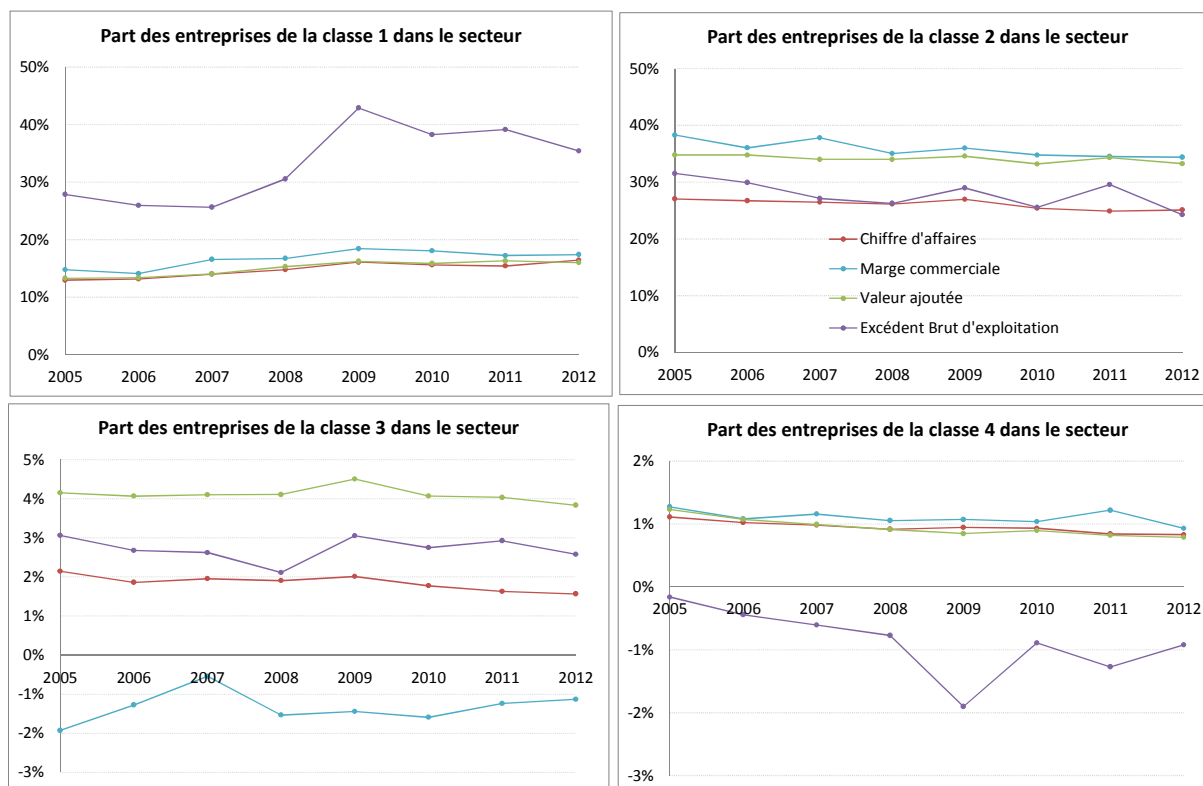 Part des entreprises de la classe 1 dans le secteur
50%
40%
30%
20%
10%
0%
2005 2006 2007 2008 2009 2010 2011 2012
Part des entreprises de la classe 2 dans le secteur
50%
40%
30%
20%
10%
0%
Chiffre d'affaires
Marge commerciale
Valeur ajoutée
Excédent Brut d'exploitation
2005 2006 2007 2008 2009 2010 2011 2012
Part des entreprises de la classe 3 dans le secteur
5%
4%
3%
2%
1%
0%
-1%
-2%
-3%
2005 2006 2007 2008 2009 2010 2011 2012
Part des entreprises de la classe 4 dans le secteur
2%
1%
0%
-1%
-2%
-3%
2005 2006 2007 2008 2009 2010 2011 2012